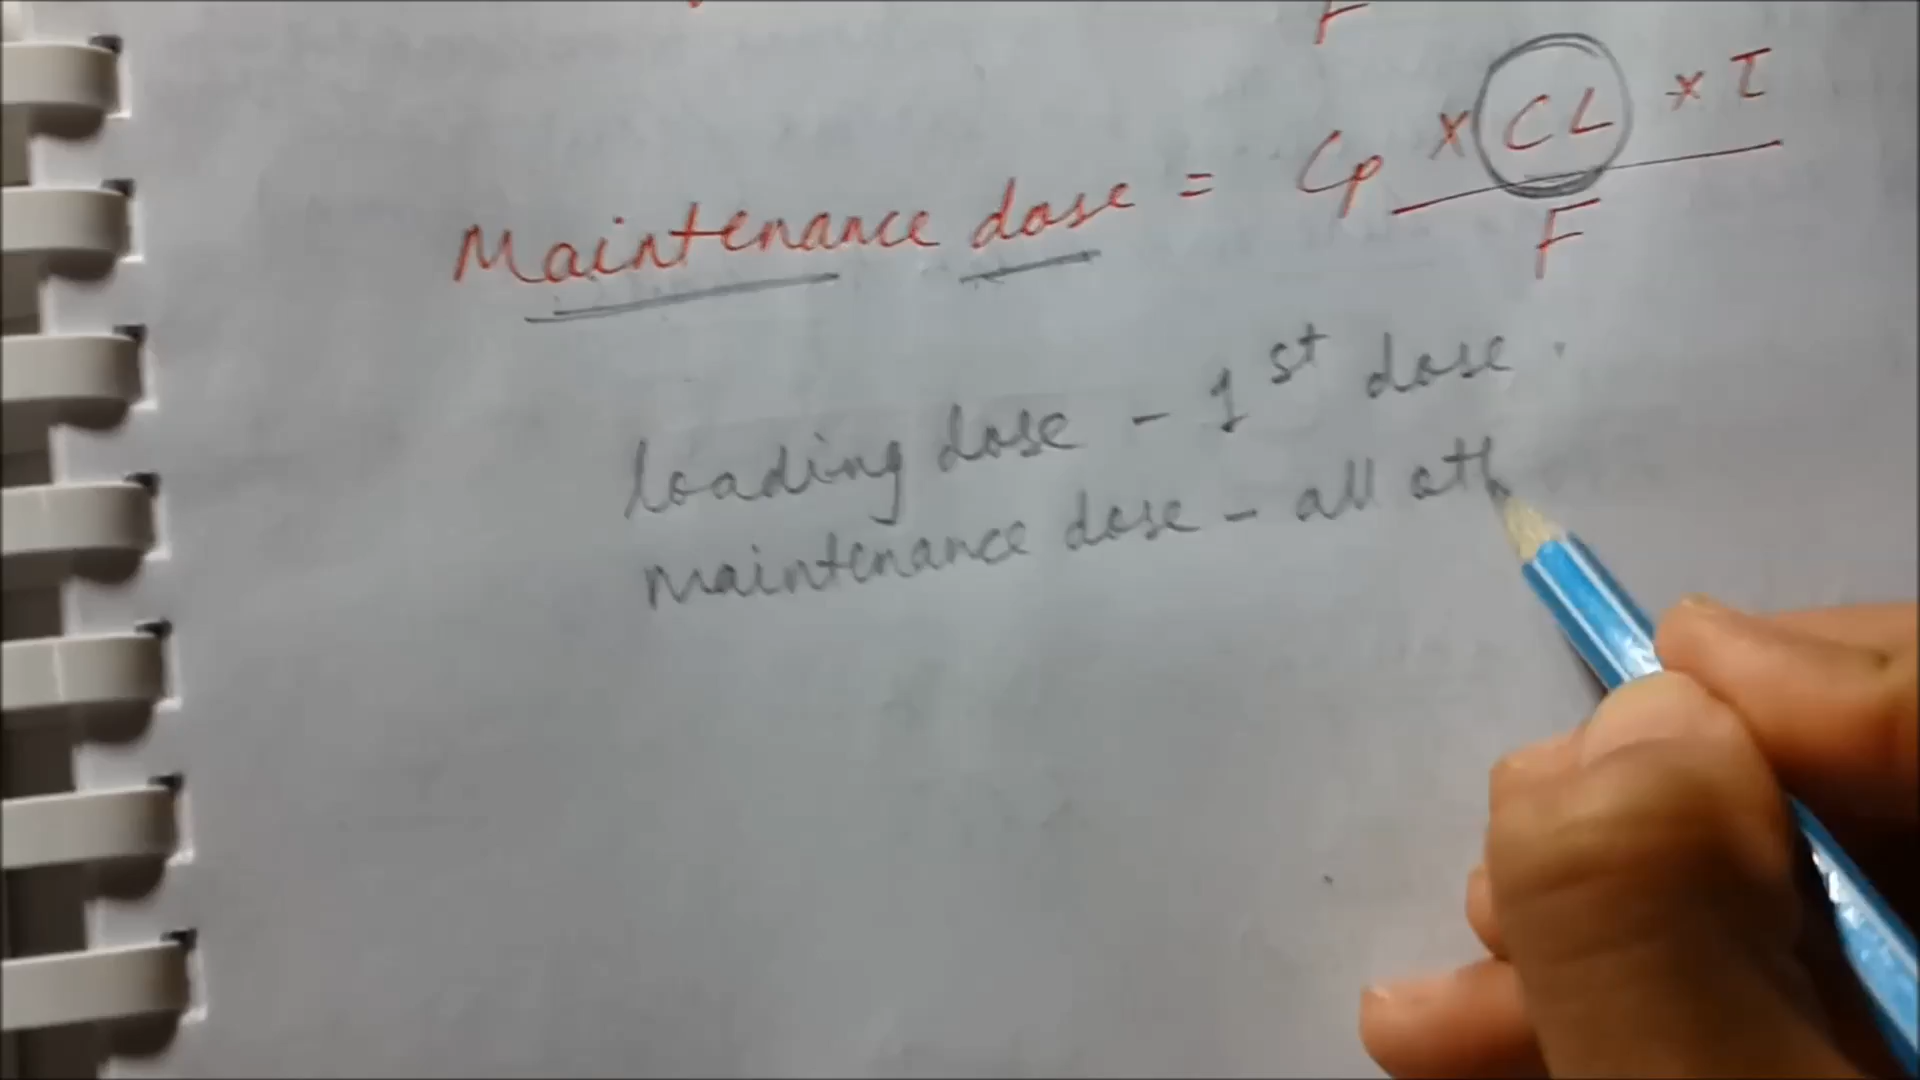 F
Maintenance dose = Cp × CL × τ
F
loading dose - 1st dose.
maintenance dose - all oth